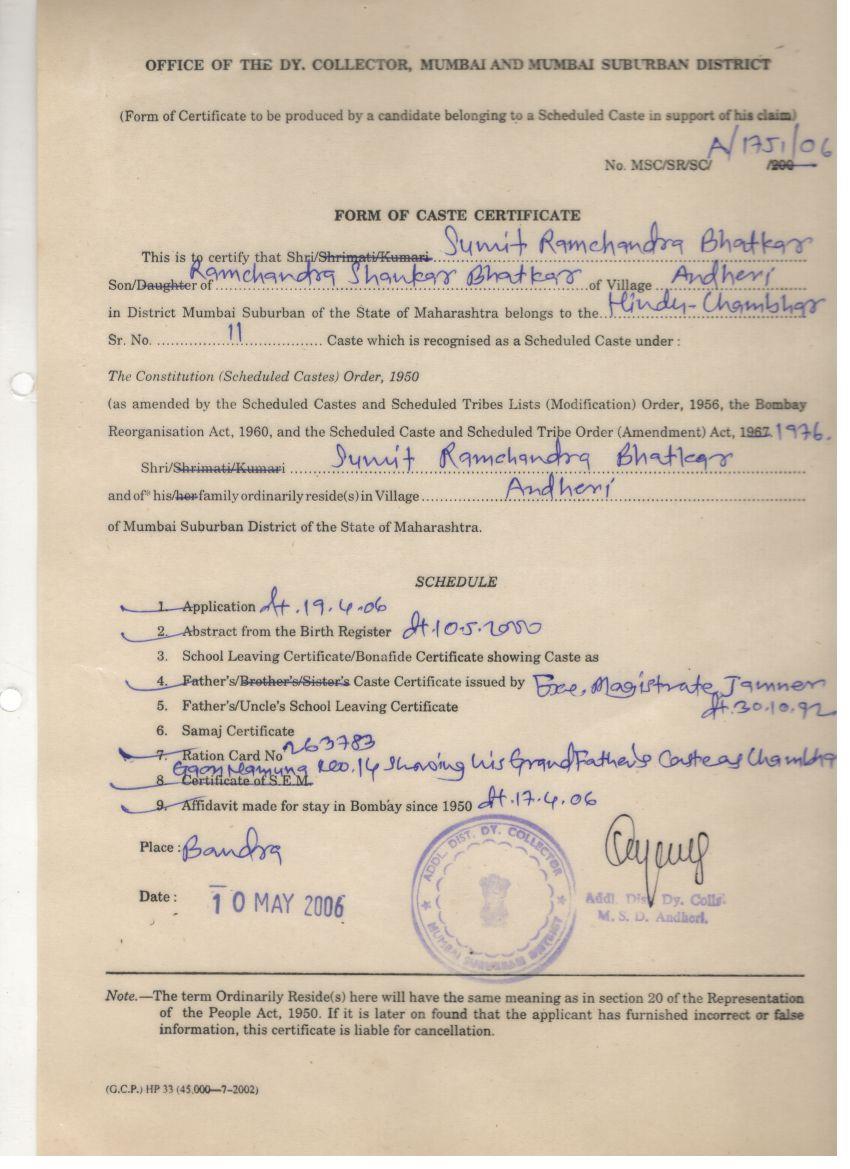 OFFICE OF THE DY. COLLECTOR, MUMBAI AND MUMBAI SUBURBAN DISTRICT
(Form of Certificate to be produced by a candidate belonging to a Scheduled Caste in support of his claim)
A/1751/06
No. MSC/SR/SC/ /200
FORM OF CASTE CERTIFICATE
This is to certify that Shri/Shrimati/Kumari Sumit Ramchandra Bhatkar
Son/Daughter of Ramchandra Shankar Bhatkar of Village Andheri
in District Mumbai Suburban of the State of Maharashtra belongs to the Hindu-Chambhar
Sr. No. 11 Caste which is recognised as a Scheduled Caste under :
The Constitution (Scheduled Castes) Order, 1950
(as amended by the Scheduled Castes and Scheduled Tribes Lists (Modification) Order, 1956, the Bombay
Reorganisation Act, 1960, and the Scheduled Caste and Scheduled Tribe Order (Amendment) Act, 1967 1976.
Shri/Shrimati/Kumari Sumit Ramchandra Bhatkar
and of* his/her family ordinarily reside(s) in Village Andheri
of Mumbai Suburban District of the State of Maharashtra.
SCHEDULE
1. Application dt. 19.4.06
2. Abstract from the Birth Register dt. 10.5.2000
3. School Leaving Certificate/Bonafide Certificate showing Caste as
4. Father's/Brother's/Sister's Caste Certificate issued by Exe. Magistrate, Jamner
dt. 30.10.92
5. Father's/Uncle's School Leaving Certificate
6. Samaj Certificate
7. Ration Card No 263783
Gaon Namuna No. 14 showing his Grand Father's Caste as Chambha
8. Certificate of S.E.M.
9. Affidavit made for stay in Bombay since 1950 dt. 17.4.06
Place : Bandra
ADDL. DIST. DY. COLLECTOR
MUMBAI SUBURBAN DISTRICT
Addl. Dist. Dy. Collr.
M. S. D. Andheri.
Date : 10 MAY 2006
Note.—The term Ordinarily Reside(s) here will have the same meaning as in section 20 of the Representation
of the People Act, 1950. If it is later on found that the applicant has furnished incorrect or false
information, this certificate is liable for cancellation.
(G.C.P.) HP 33 (45,000—7-2002)